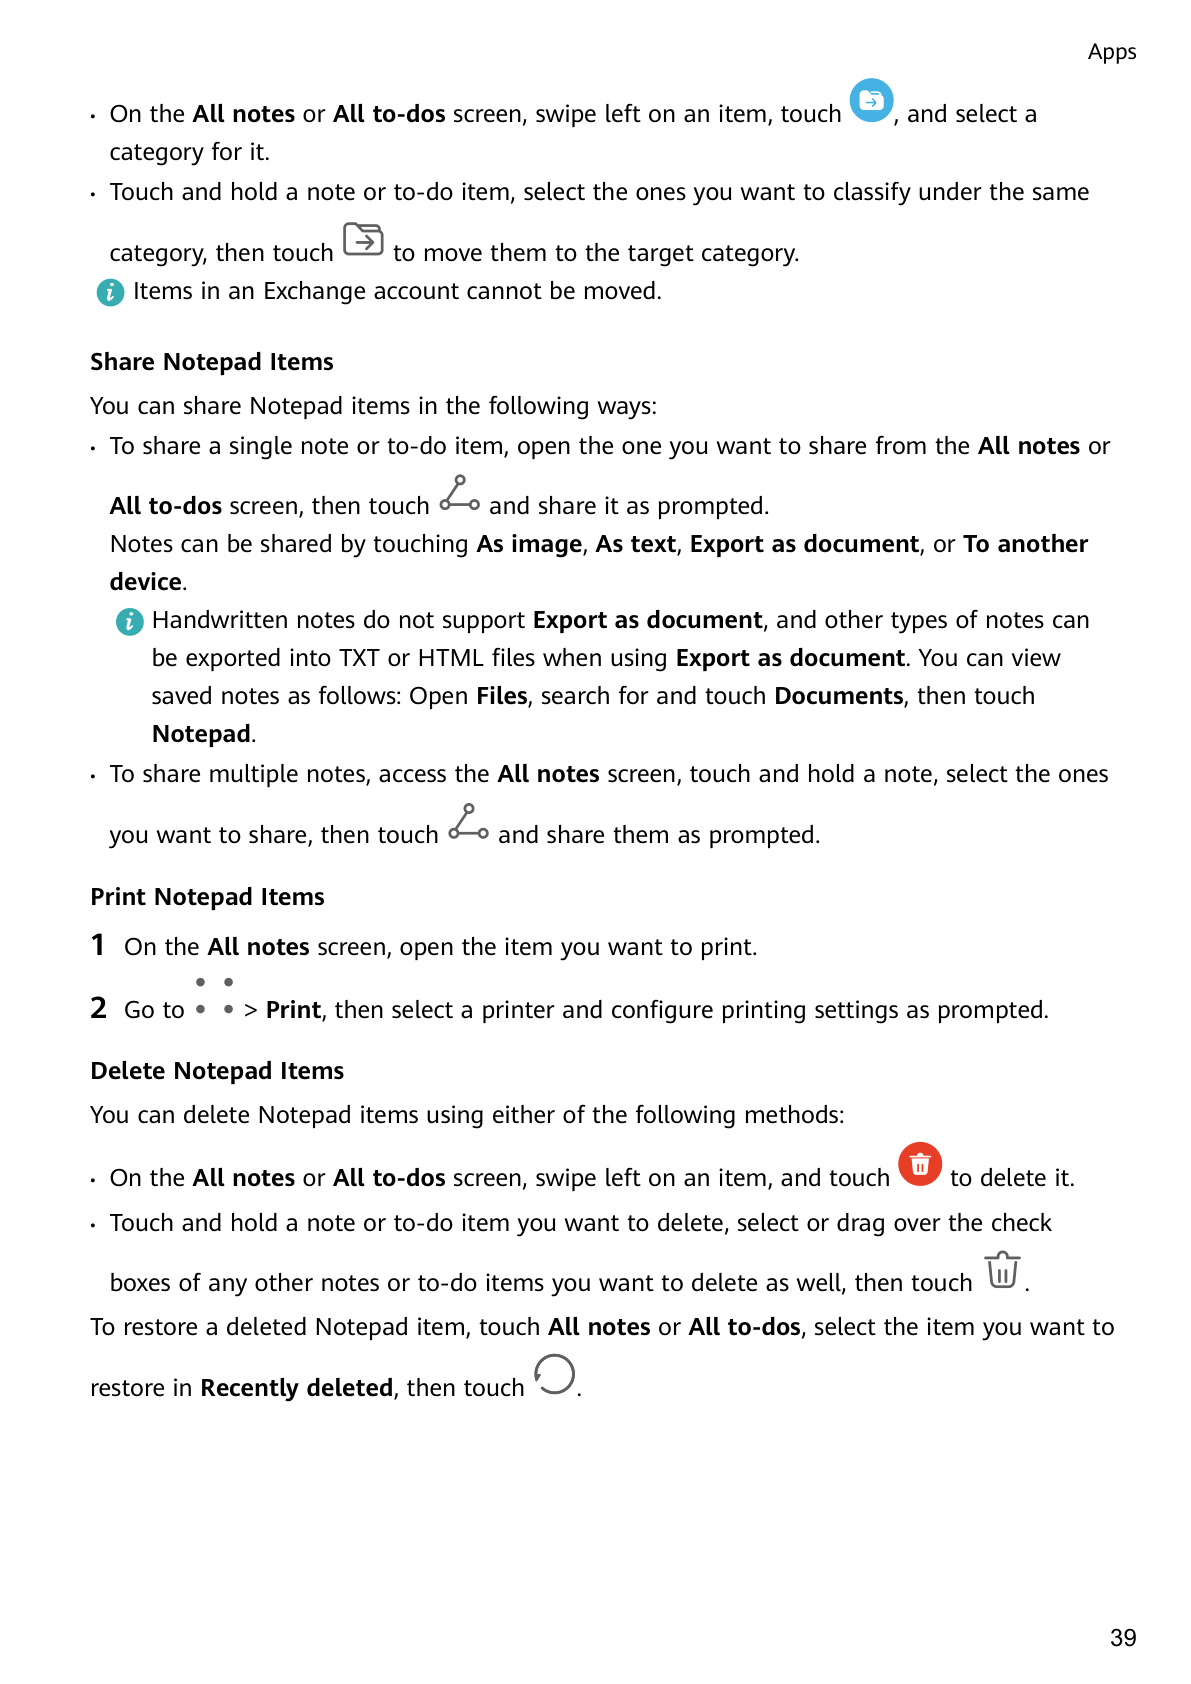 Apps
• On the All notes or All to-dos screen, swipe left on an item, touch , and select a
category for it.
• Touch and hold a note or to-do item, select the ones you want to classify under the same
category, then touch to move them to the target category.
Items in an Exchange account cannot be moved.
Share Notepad Items
You can share Notepad items in the following ways:
• To share a single note or to-do item, open the one you want to share from the All notes or
All to-dos screen, then touch and share it as prompted.
Notes can be shared by touching As image, As text, Export as document, or To another
device.
Handwritten notes do not support Export as document, and other types of notes can
be exported into TXT or HTML files when using Export as document. You can view
saved notes as follows: Open Files, search for and touch Documents, then touch
Notepad.
• To share multiple notes, access the All notes screen, touch and hold a note, select the ones
you want to share, then touch and share them as prompted.
Print Notepad Items
1 On the All notes screen, open the item you want to print.
2 Go to > Print, then select a printer and configure printing settings as prompted.
Delete Notepad Items
You can delete Notepad items using either of the following methods:
• On the All notes or All to-dos screen, swipe left on an item, and touch to delete it.
• Touch and hold a note or to-do item you want to delete, select or drag over the check
boxes of any other notes or to-do items you want to delete as well, then touch .
To restore a deleted Notepad item, touch All notes or All to-dos, select the item you want to
restore in Recently deleted, then touch .
39